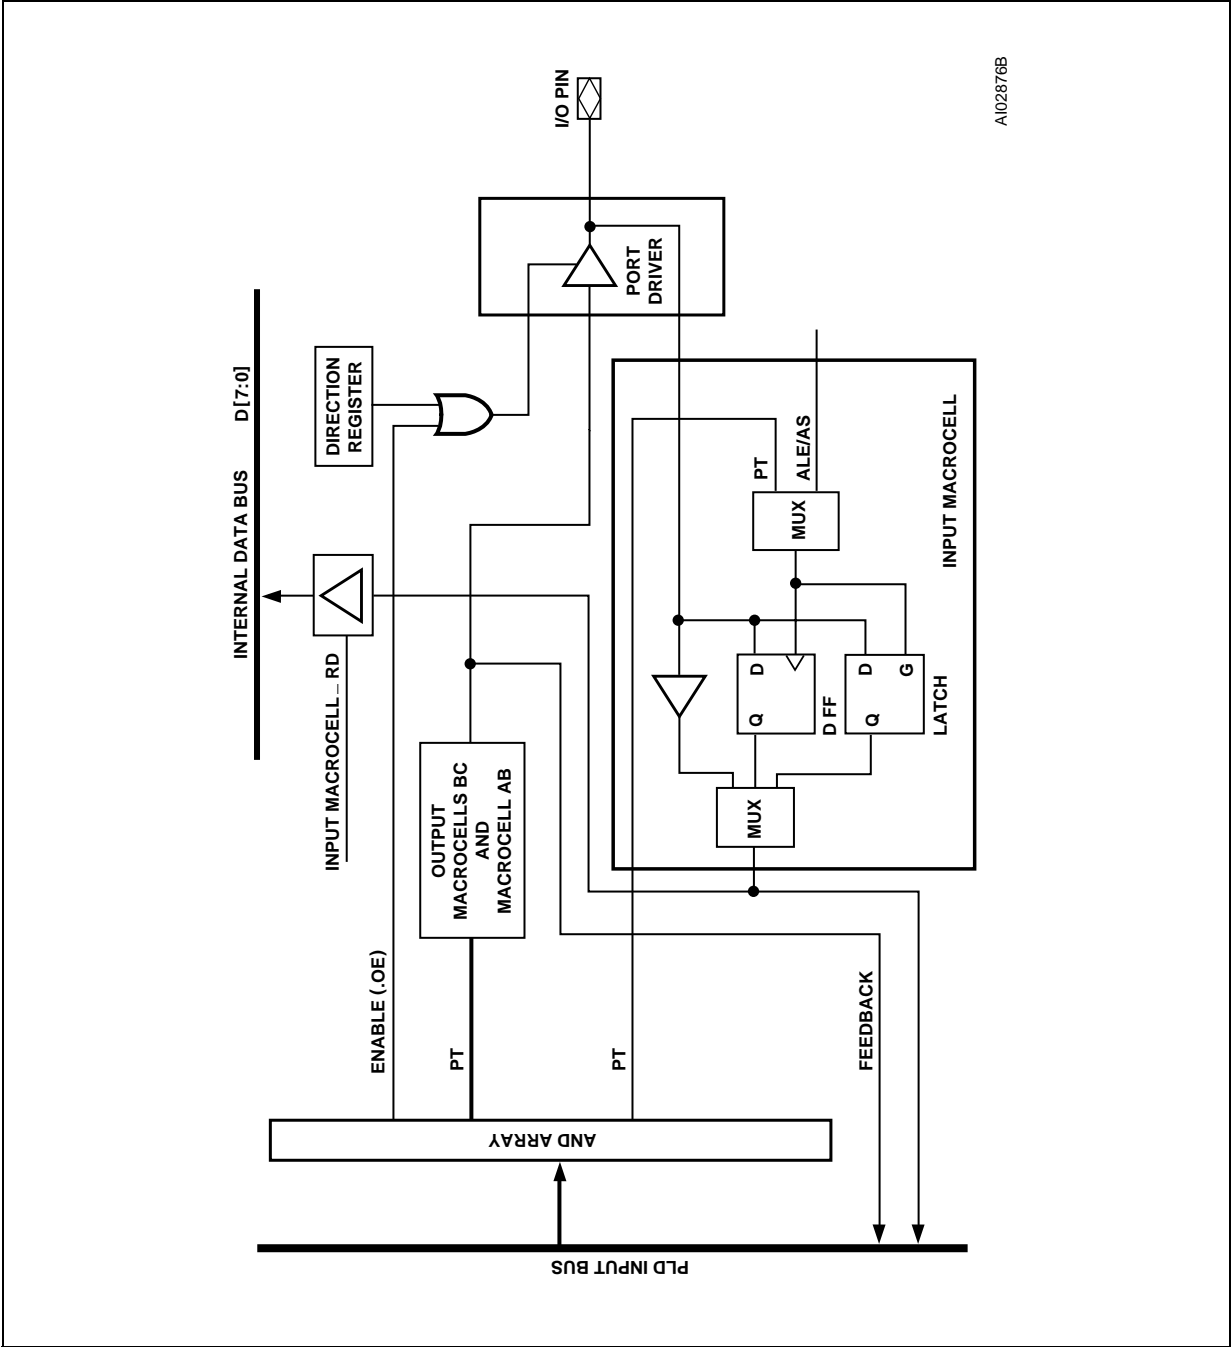 INTERNAL DATA BUS D[7:0]
INPUT MACROCELL_ RD
DIRECTION
REGISTER
ENABLE (.OE)
OUTPUT
MACROCELLS BC
AND
MACROCELL AB
PT
I/O PIN
PORT
DRIVER
PT
AND ARRAY
PLD INPUT BUS
MUX
Q
D
D FF
Q
D
G
LATCH
MUX
PT
ALE/AS
INPUT MACROCELL
FEEDBACK
AI02876B